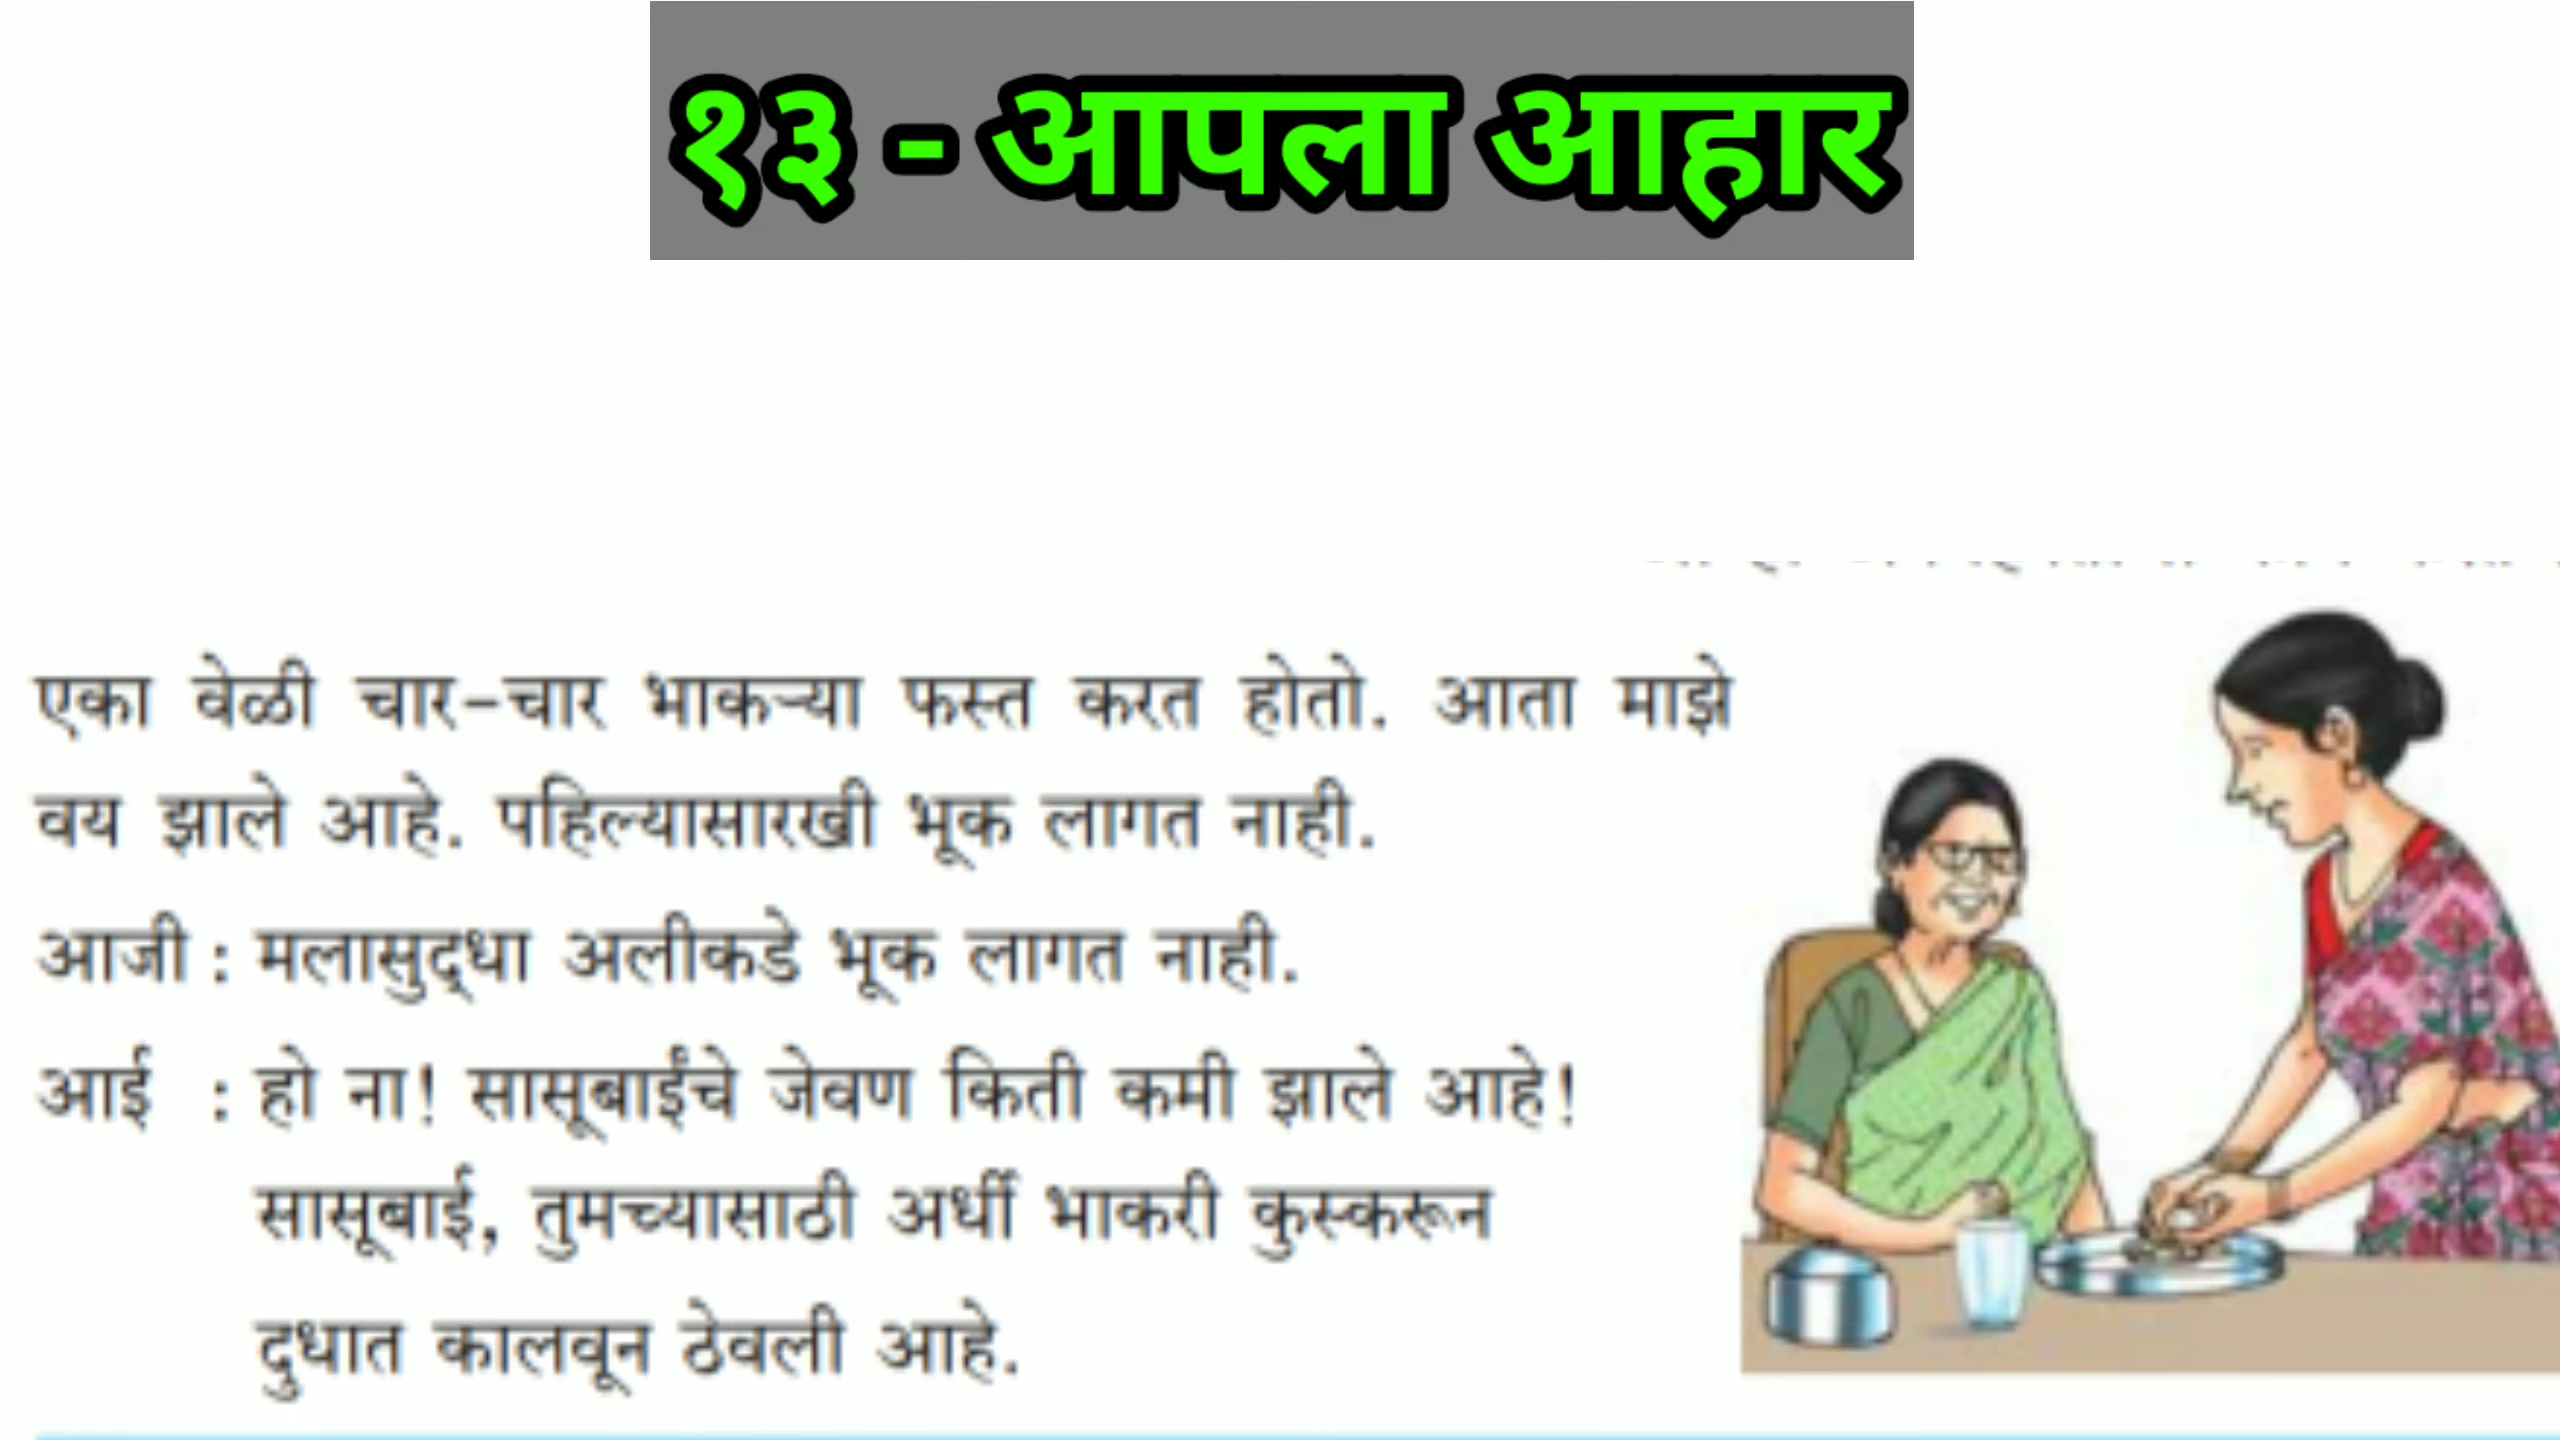 १३ - आपला आहार
एका वेळी चार-चार भाकऱ्या फस्त करत होतो. आता माझे
वय झाले आहे. पहिल्यासारखी भूक लागत नाही.
आजी : मलासुद्धा अलीकडे भूक लागत नाही.
आई : हो ना! सासूबाईंचे जेवण किती कमी झाले आहे!
सासूबाई, तुमच्यासाठी अर्धी भाकरी कुस्करून
दुधात कालवून ठेवली आहे.